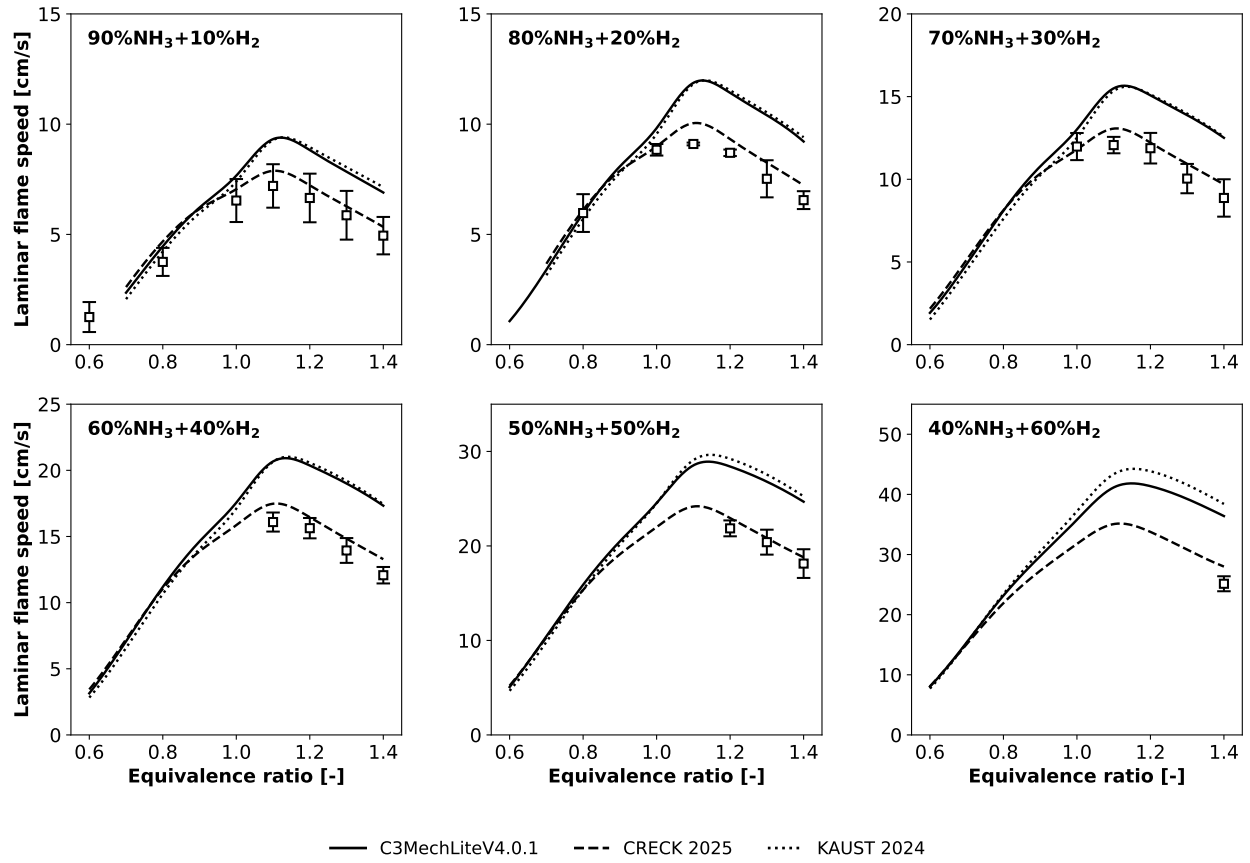 Laminar flame speed [cm/s]
90%NH₃+10%H₂
15
10
5
0
0.6 0.8 1.0 1.2 1.4
80%NH₃+20%H₂
15
10
5
0
0.6 0.8 1.0 1.2 1.4
70%NH₃+30%H₂
20
15
10
5
0
0.6 0.8 1.0 1.2 1.4
Laminar flame speed [cm/s]
60%NH₃+40%H₂
25
20
15
10
5
0
0.6 0.8 1.0 1.2 1.4
Equivalence ratio [-]
50%NH₃+50%H₂
30
20
10
0
0.6 0.8 1.0 1.2 1.4
Equivalence ratio [-]
40%NH₃+60%H₂
50
40
30
20
10
0
0.6 0.8 1.0 1.2 1.4
Equivalence ratio [-]
C3MechLiteV4.0.1 CRECK 2025 KAUST 2024